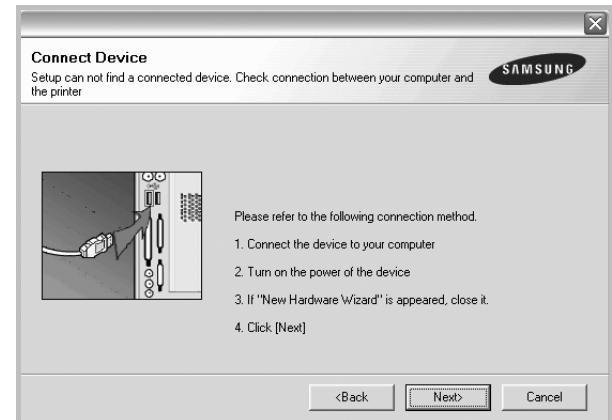 Connect Device
Setup can not find a connected device. Check connection between your computer and
the printer
SAMSUNG
Please refer to the following connection method.
1. Connect the device to your computer
2. Turn on the power of the device
3. If "New Hardware Wizard" is appeared, close it.
4. Click [Next]
<Back
Next>
Cancel